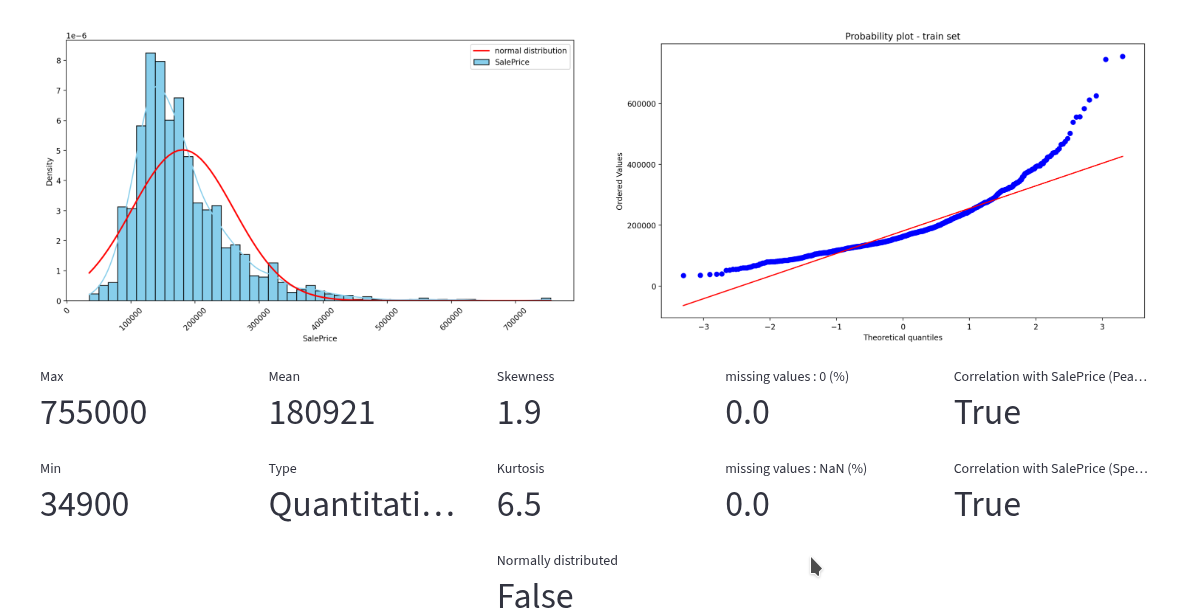 1e−6
normal distribution
SalePrice
8
7
6
5
4
3
2
1
0
Density
0
100000
200000
300000
400000
500000
600000
700000
SalePrice
Probability plot - train set
600000
400000
200000
0
Ordered Values
−3
−2
−1
0
1
2
3
Theoretical quantiles
Max
755000
Mean
180921
Skewness
1.9
missing values : 0 (%)
0.0
Correlation with SalePrice (Pea…
True
Min
34900
Type
Quantitati…
Kurtosis
6.5
missing values : NaN (%)
0.0
Correlation with SalePrice (Spe…
True
Normally distributed
False